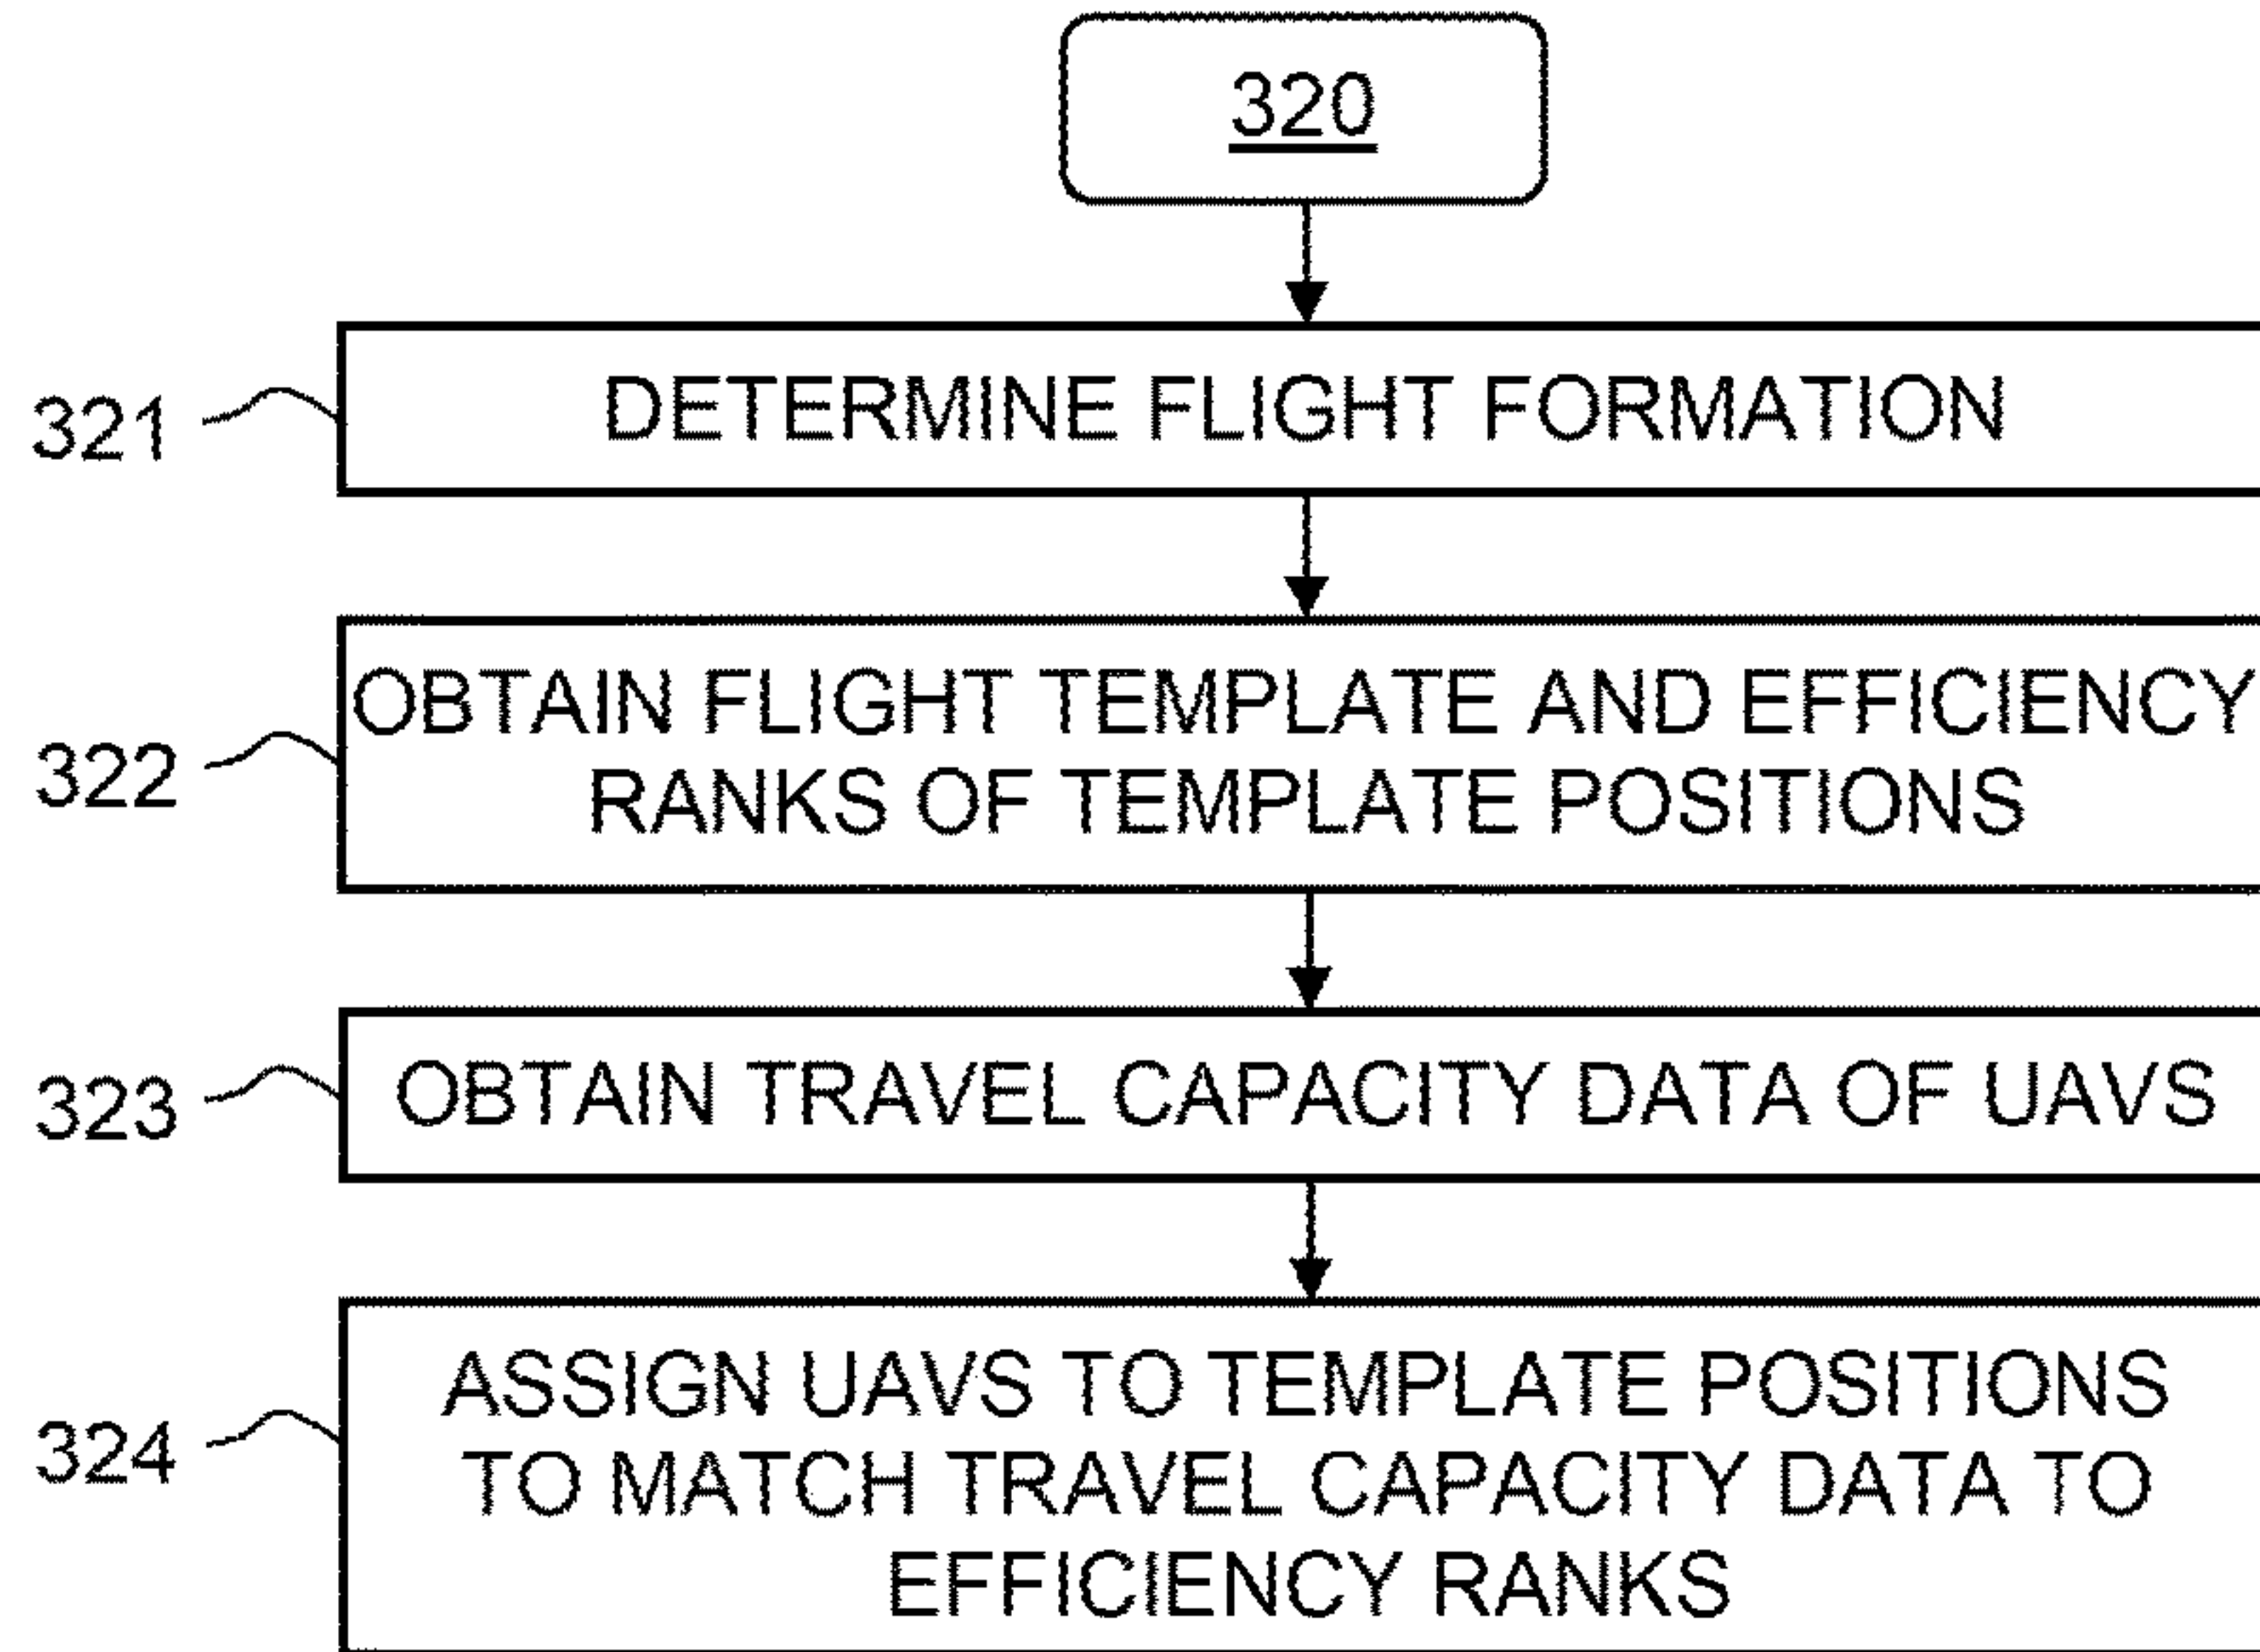 320
321
DETERMINE FLIGHT FORMATION
322
OBTAIN FLIGHT TEMPLATE AND EFFICIENCY
RANKS OF TEMPLATE POSITIONS
323
OBTAIN TRAVEL CAPACITY DATA OF UAVS
324
ASSIGN UAVS TO TEMPLATE POSITIONS
TO MATCH TRAVEL CAPACITY DATA TO
EFFICIENCY RANKS